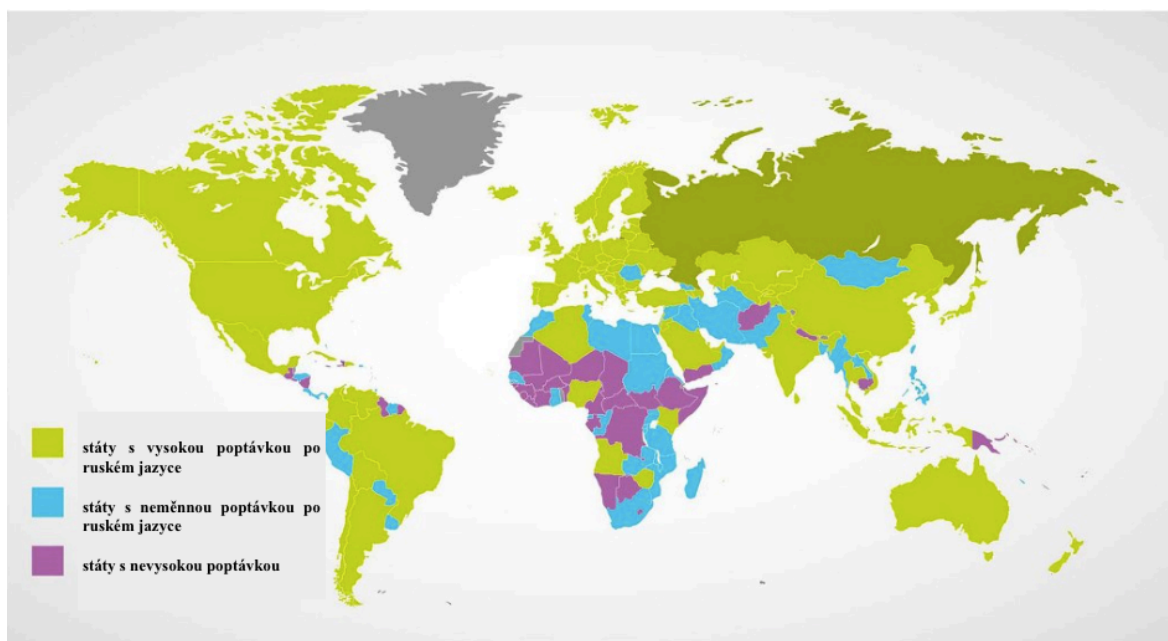 státy s vysokou poptávkou po
ruském jazyce
státy s neměnnou poptávkou po
ruském jazyce
státy s nevysokou poptávkou